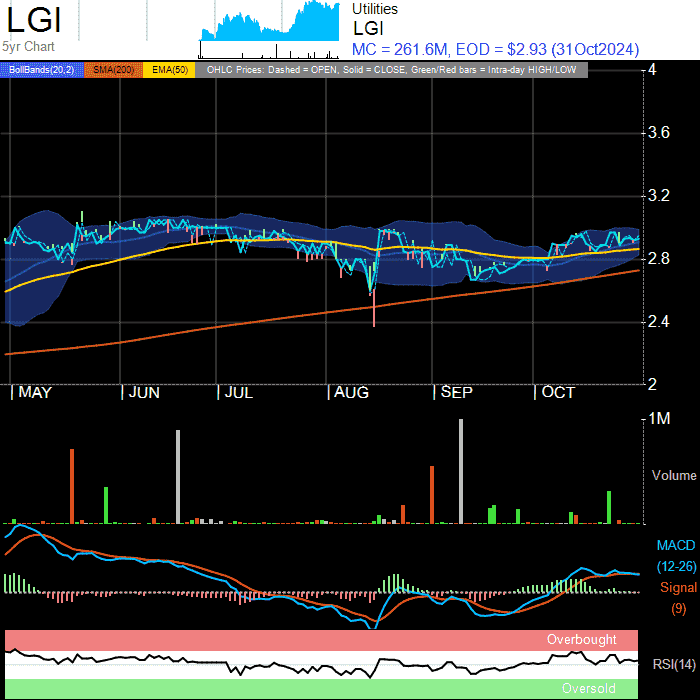 LGI
5yr Chart
Utilities
LGI
MC = 261.6M, EOD = $2.93 (31Oct2024)
BollBands(20,2) SMA(200) EMA(50) OHLC Prices: Dashed = OPEN, Solid = CLOSE, Green/Red bars = Intra-day HIGH/LOW
4
3.6
3.2
2.8
2.4
2
MAY JUN JUL AUG SEP OCT
1M
Volume
MACD
(12-26)
Signal
(9)
Overbought
RSI(14)
Oversold